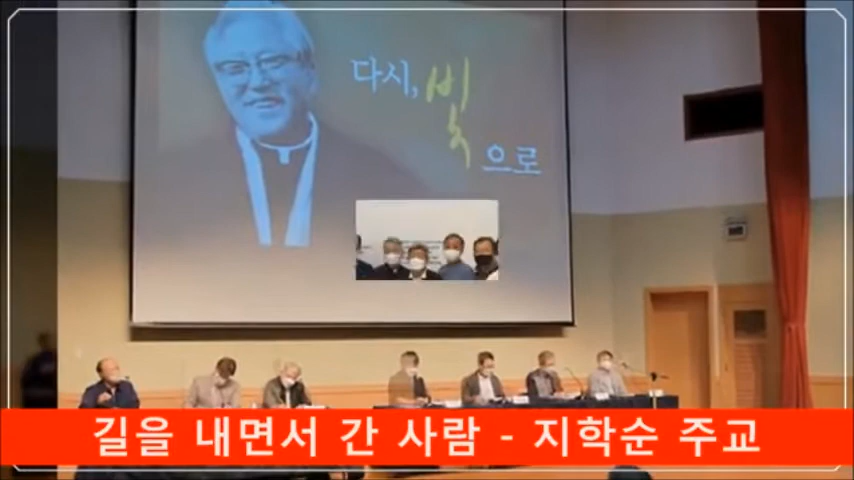 다시, 빛
으로
길을 내면서 간 사람 - 지학순 주교